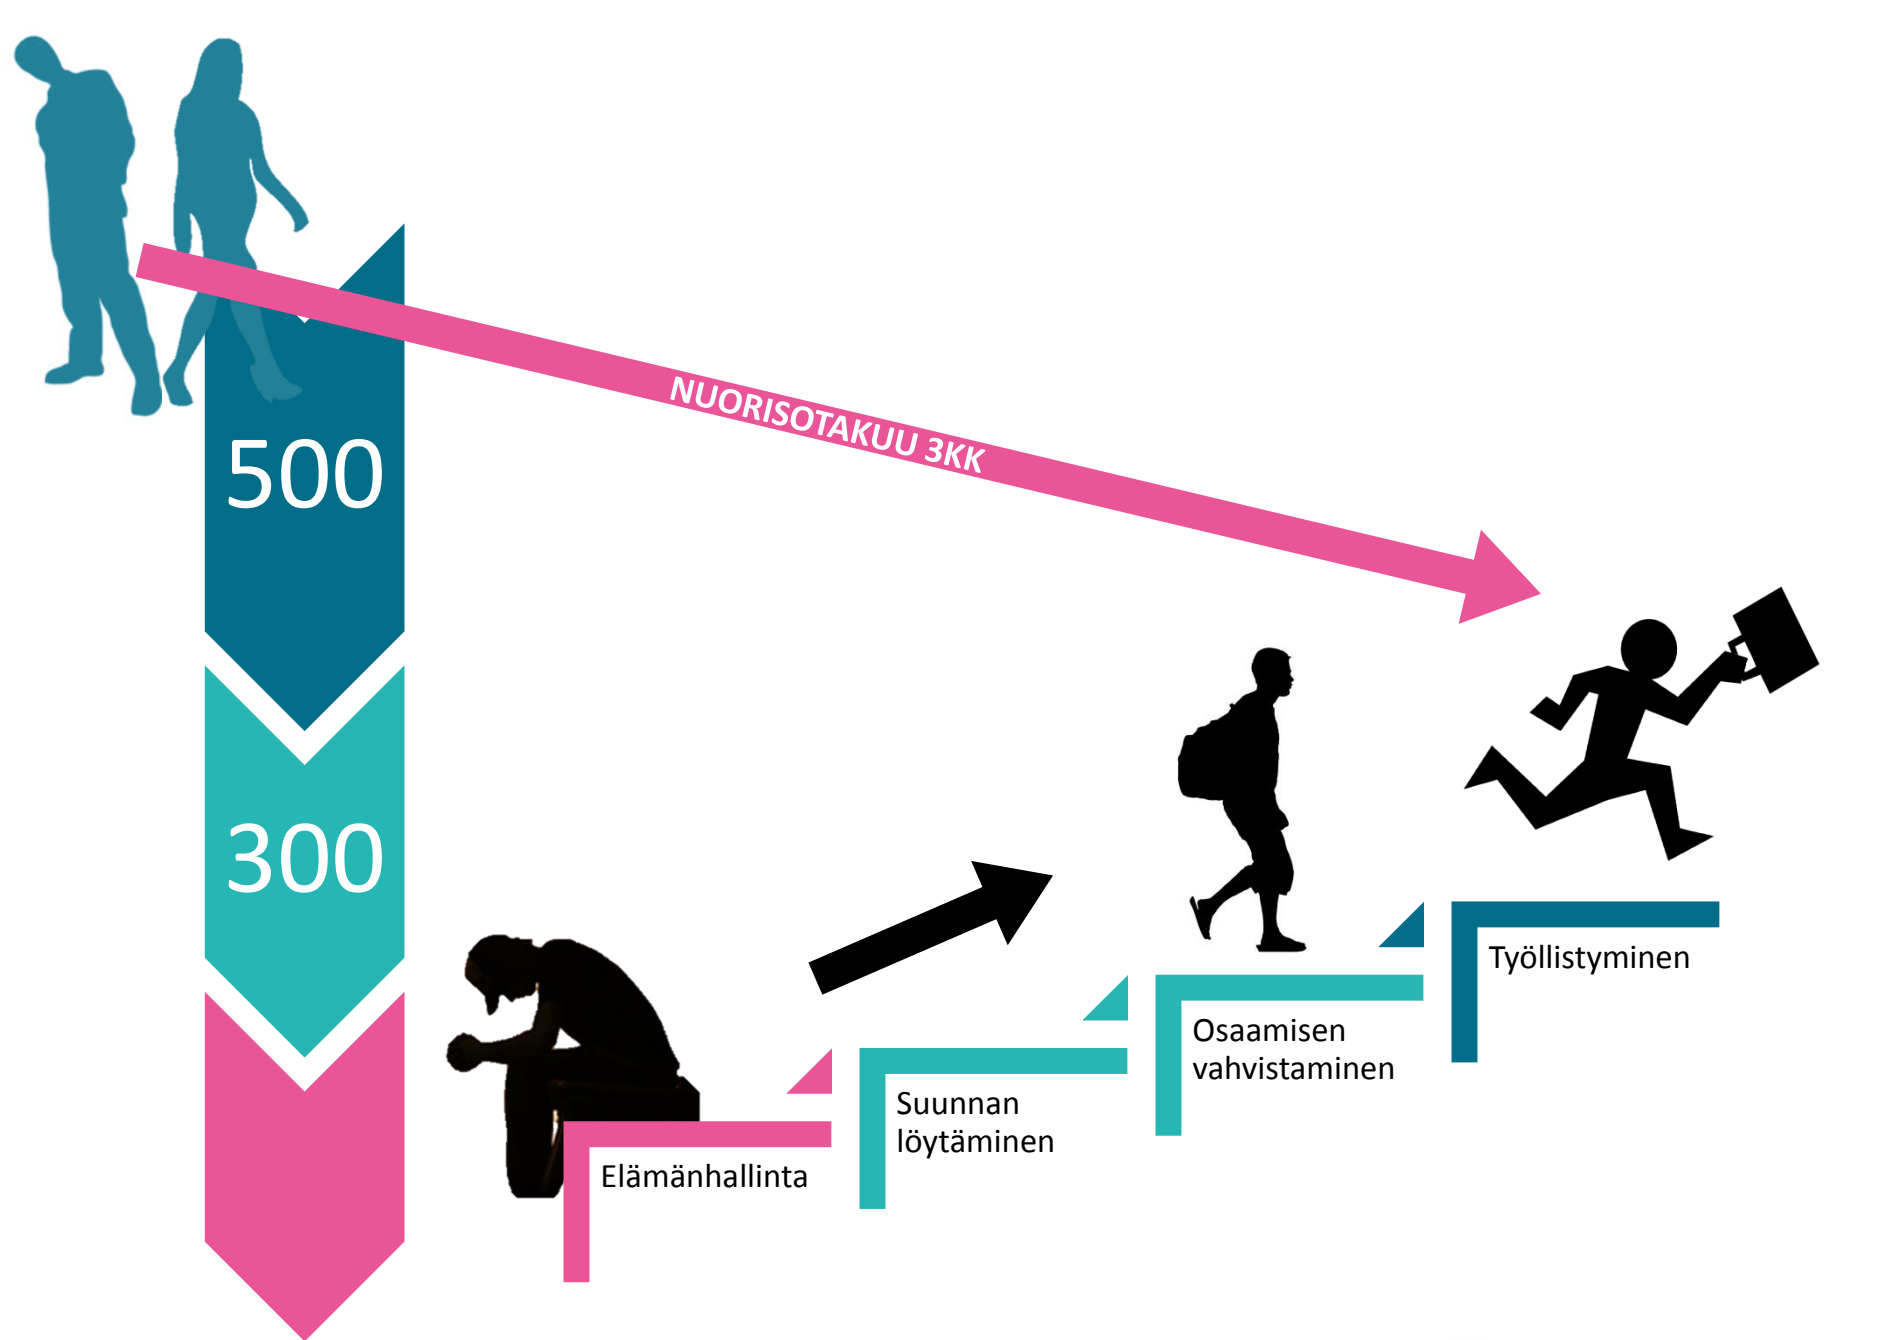 500
NUORISOTAKUU 3KK
300
Elämänhallinta
Suunnan
löytäminen
Osaamisen
vahvistaminen
Työllistyminen